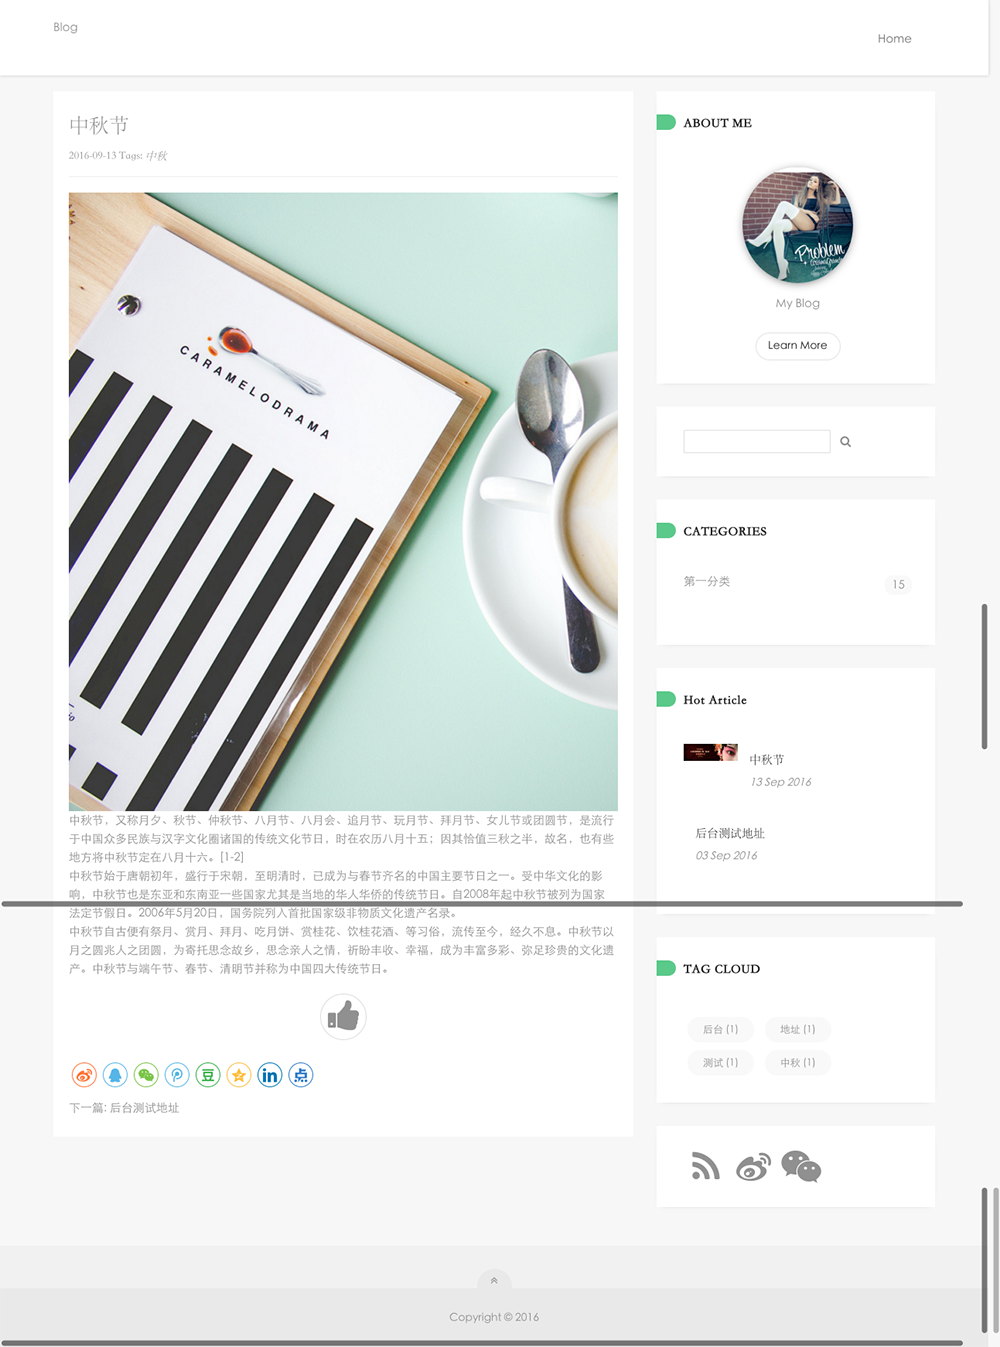 Blog
Home
中秋节
2016-09-13 Tags: 中秋
CARAMELODRAMA
中秋节，又称月夕、秋节、仲秋节、八月节、八月会、追月节、玩月节、拜月节、女儿节或团圆节，是流行
于中国众多民族与汉字文化圈诸国的传统文化节日，时在农历八月十五；因其恰值三秋之半，故名，也有些
地方将中秋节定在八月十六。[1-2]
中秋节始于唐朝初年，盛行于宋朝，至明清时，已成为与春节齐名的中国主要节日之一。受中华文化的影
响，中秋节也是东亚和东南亚一些国家尤其是当地的华人华侨的传统节日。自2008年起中秋节被列为国家
法定节假日。2006年5月20日，国务院列入首批国家级非物质文化遗产名录。
中秋节自古便有祭月、赏月、拜月、吃月饼、赏桂花、饮桂花酒、等习俗，流传至今，经久不息。中秋节以
月之圆兆人之团圆，为寄托思念故乡，思念亲人之情，祈盼丰收、幸福，成为丰富多彩、弥足珍贵的文化遗
产。中秋节与端午节、春节、清明节并称为中国四大传统节日。
豆
in
点
下一篇: 后台测试地址
ABOUT ME
Problem
My Blog
Learn More
CATEGORIES
第一分类 15
Hot Article
中秋节
13 Sep 2016
后台测试地址
03 Sep 2016
TAG CLOUD
后台 (1) 地址 (1)
测试 (1) 中秋 (1)
Copyright © 2016